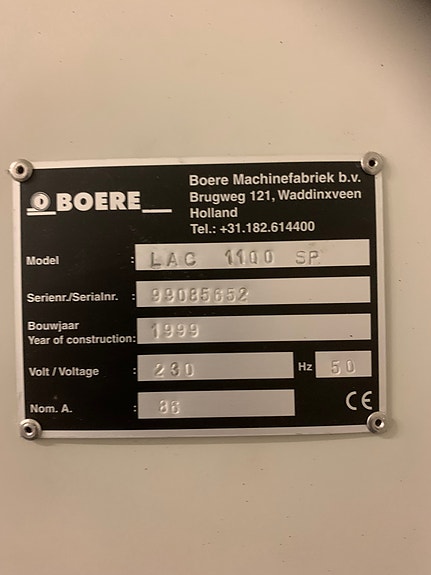 BOERE
Boere Machinefabriek b.v.
Brugweg 121, Waddinxveen
Holland
Tel.: +31.182.614400
Model : LAC 1100 SP
Serienr./Serialnr. : 99085652
Bouwjaar
Year of construction: 1999
Volt / Voltage : 230 Hz 50
Nom. A. : 86
CE